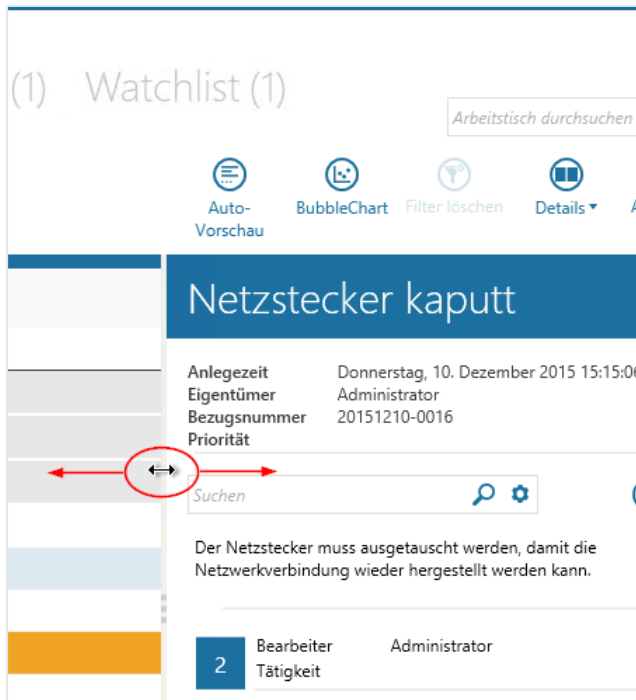 (1) Watchlist (1)
Arbeitstisch durchsuchen
Auto-
Vorschau
BubbleChart
Filter löschen
Details
Netzstecker kaputt
Anlegezeit Donnerstag, 10. Dezember 2015 15:15:06
Eigentümer Administrator
Bezugsnummer 20151210-0016
Priorität
Suchen
Der Netzstecker muss ausgetauscht werden, damit die
Netzwerkverbindung wieder hergestellt werden kann.
2
Bearbeiter Administrator
Tätigkeit